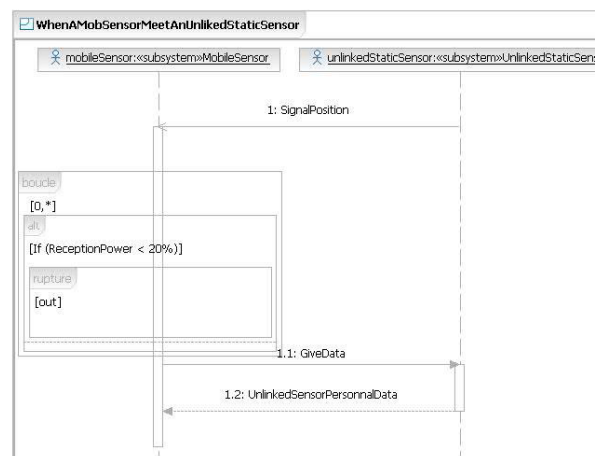 WhenAMobSensorMeetAnUnlikedStaticSensor
mobileSensor:«subsystem»MobileSensor
unlinkedStaticSensor:«subsystem»UnlinkedStaticSens
1: SignalPosition
boucle
[0,*]
alt
[If (ReceptionPower < 20%)]
rupture
[out]
1.1: GiveData
1.2: UnlinkedSensorPersonnalData